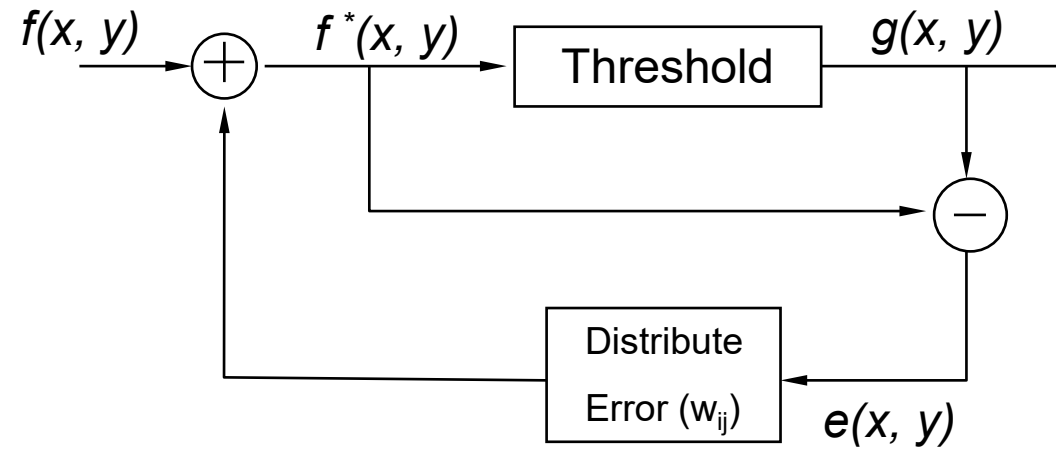 f(x, y)
f *(x, y)
Threshold
g(x, y)
+
−
Distribute
Error (wij)
e(x, y)